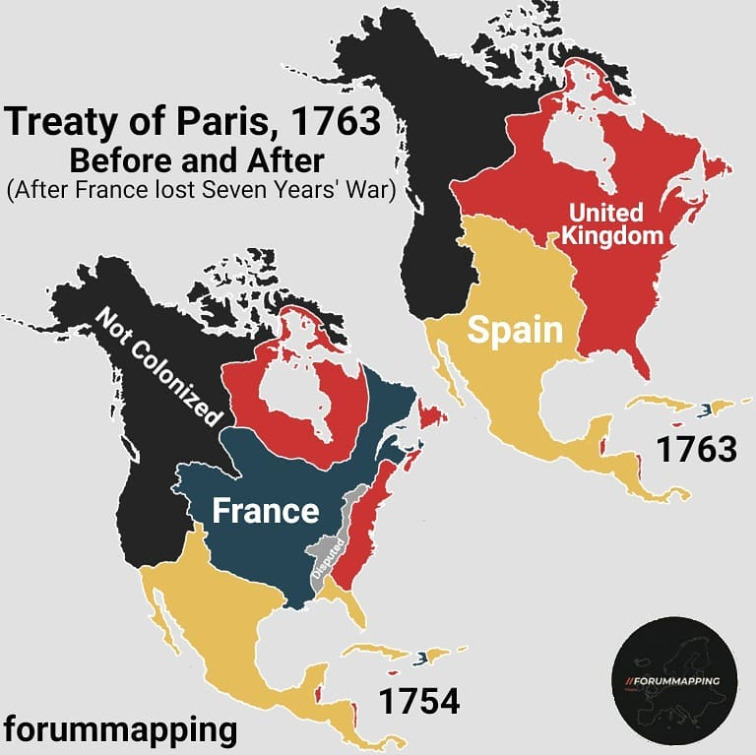 Treaty of Paris, 1763
Before and After
(After France lost Seven Years' War)
United
Kingdom
Spain
1763
Not Colonized
France
Disputed
1754
//FORUMMAPPING
forummapping